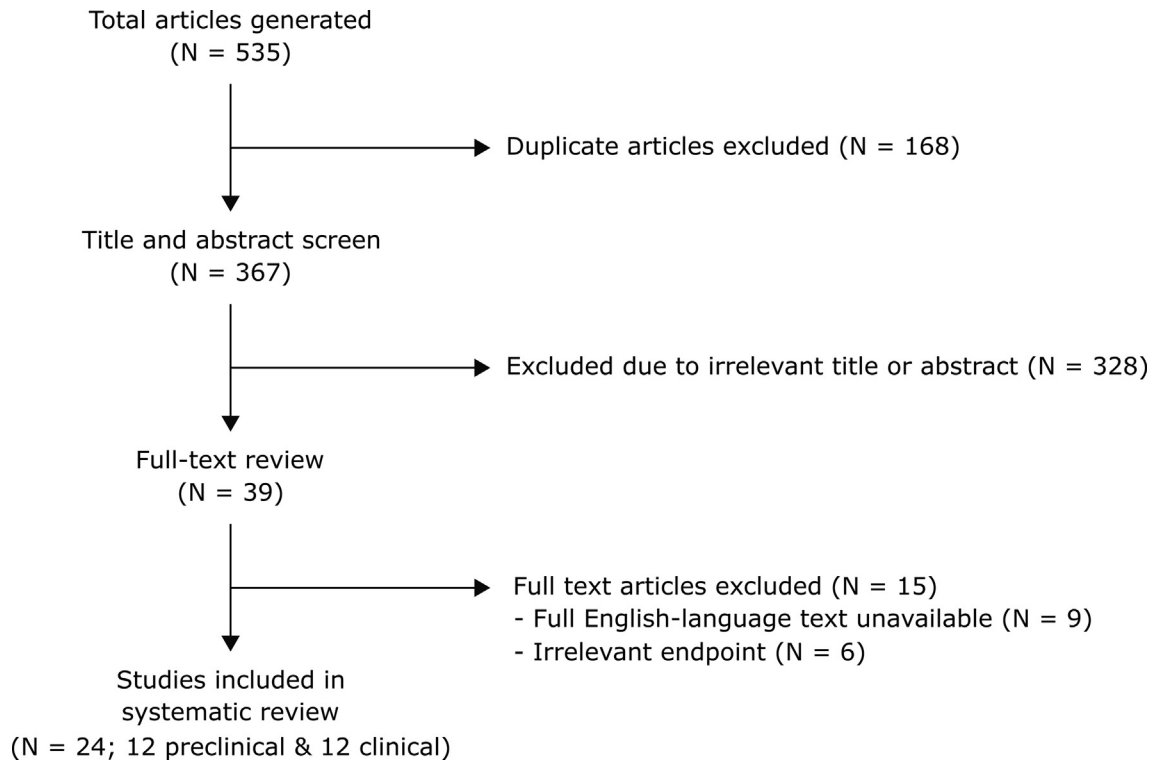 Total articles generated
(N = 535)
Duplicate articles excluded (N = 168)
Title and abstract screen
(N = 367)
Excluded due to irrelevant title or abstract (N = 328)
Full-text review
(N = 39)
Full text articles excluded (N = 15)
- Full English-language text unavailable (N = 9)
- Irrelevant endpoint (N = 6)
Studies included in
systematic review
(N = 24; 12 preclinical & 12 clinical)